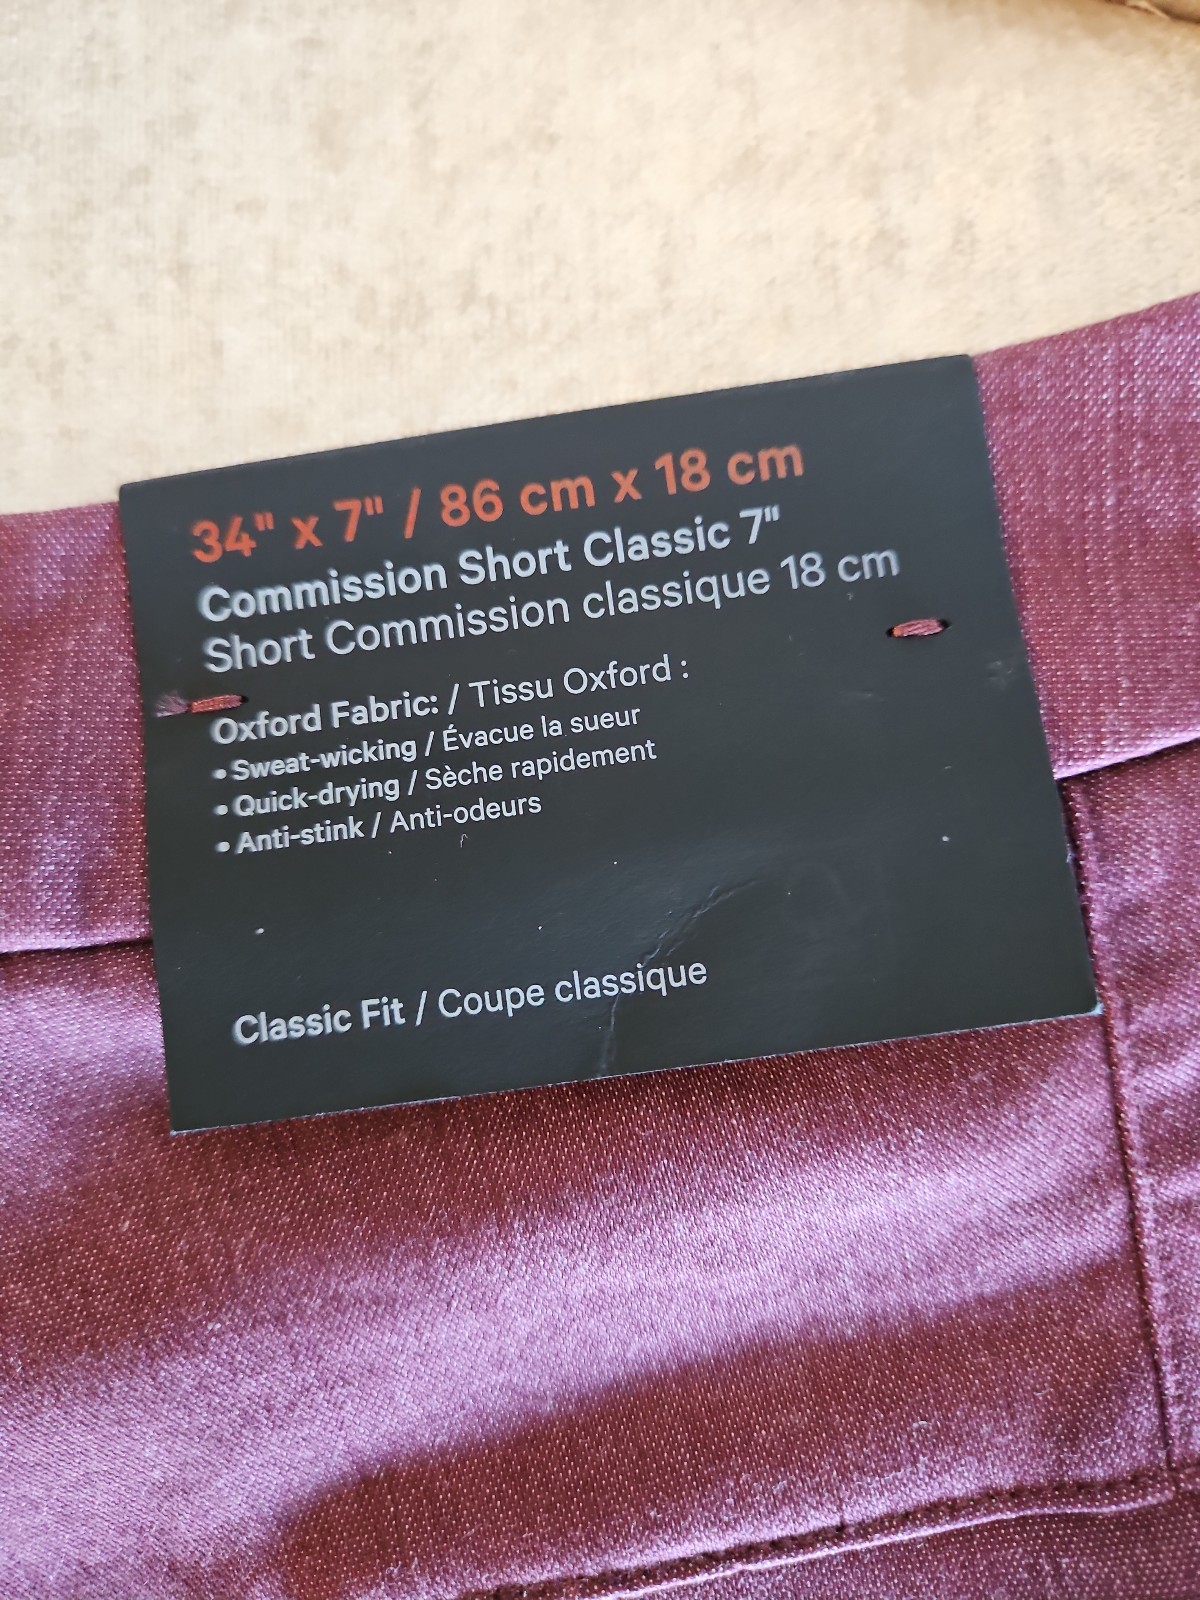 34" x 7" / 86 cm x 18 cm
Commission Short Classic 7"
Short Commission classique 18 cm
Oxford Fabric: / Tissu Oxford :
• Sweat-wicking / Évacue la sueur
• Quick-drying / Sèche rapidement
• Anti-stink / Anti-odeurs
Classic Fit / Coupe classique